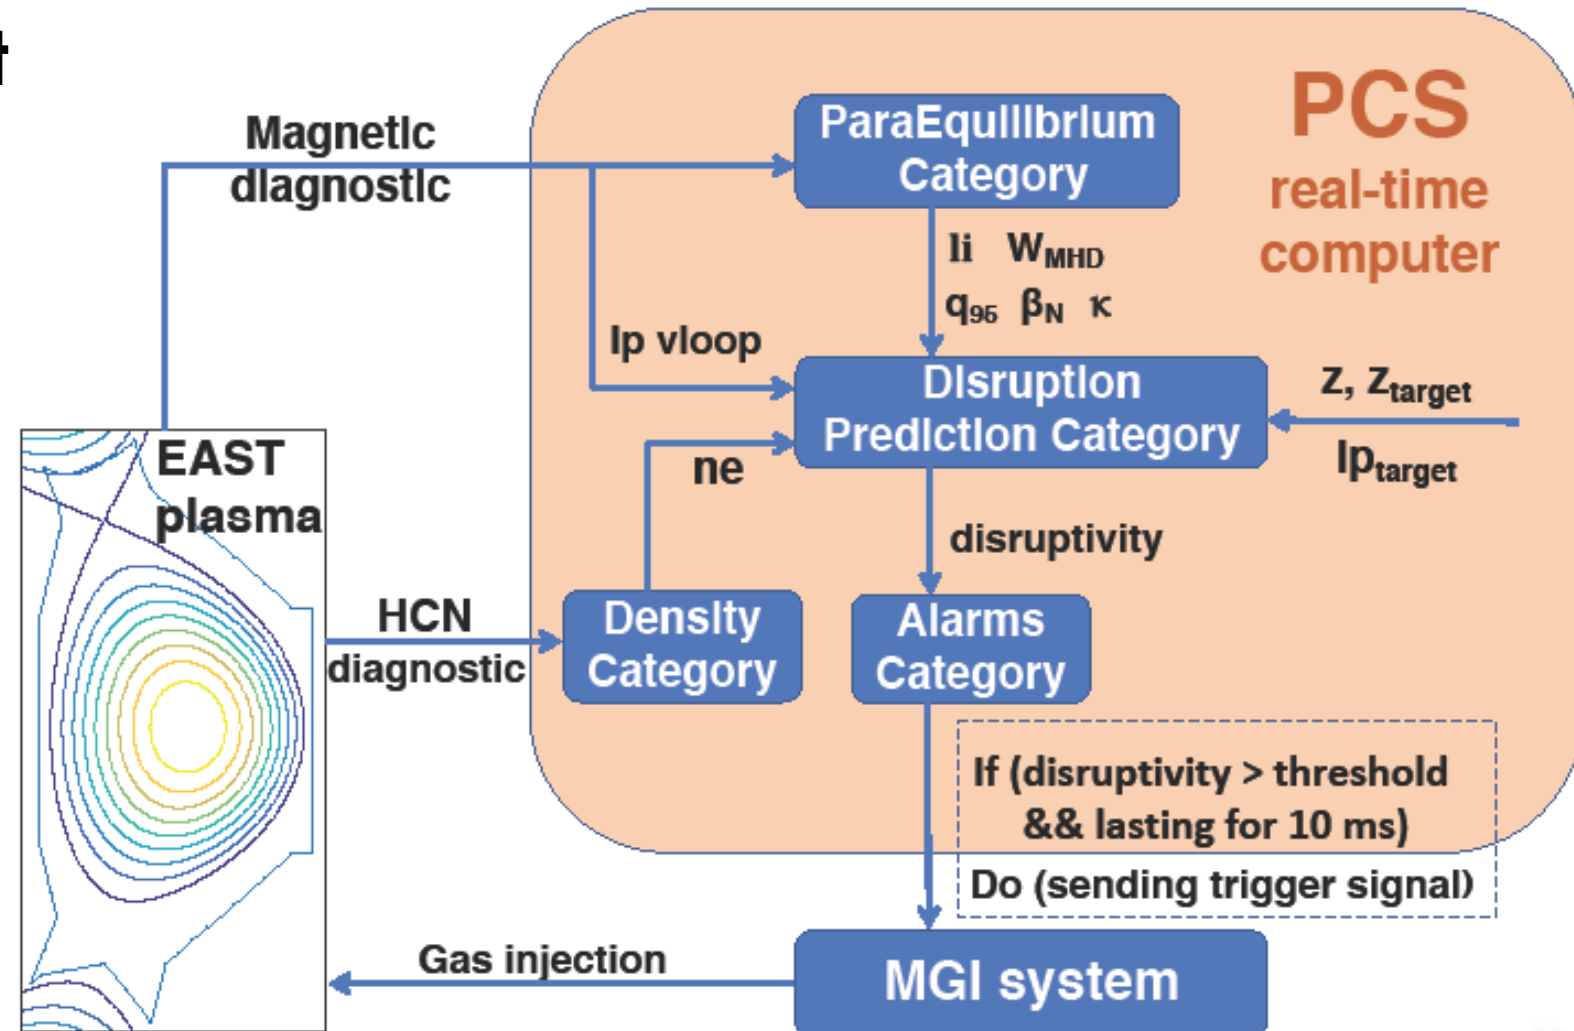 t
PCS
real-time
computer
Magnetic
diagnostic
ParaEquilibrium
Category
li W_MHD
q_95 β_N κ
Ip vloop
Disruption
Prediction Category
z, z_target
Ip_target
EAST
plasma
ne
disruptivity
HCN
diagnostic
Density
Category
Alarms
Category
If (disruptivity > threshold
&& lasting for 10 ms)
Do (sending trigger signal)
Gas injection
MGI system